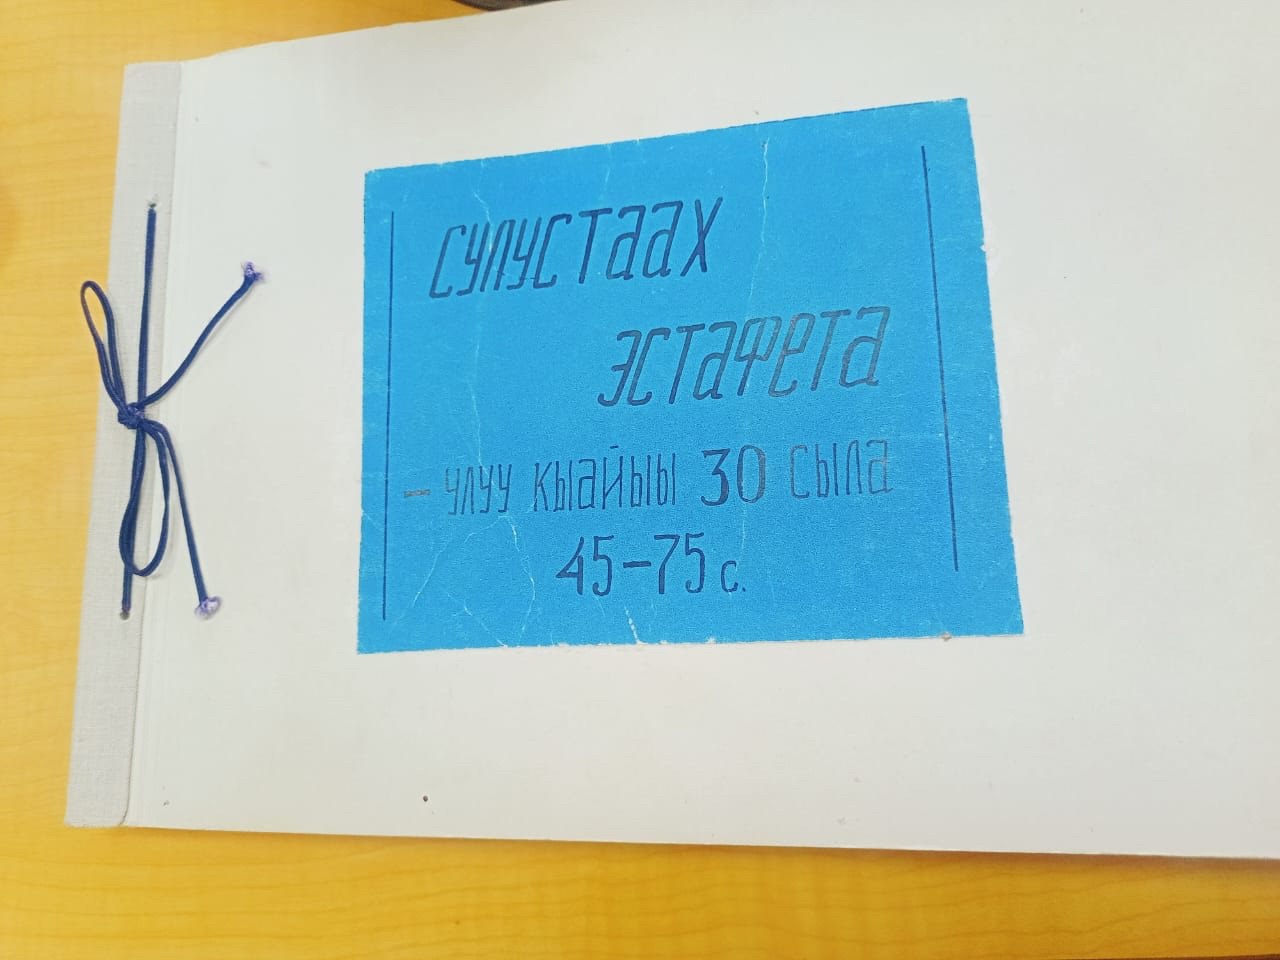 сулустаах
эстафета
– улуу кыайыы 30 сыла
45–75 с.